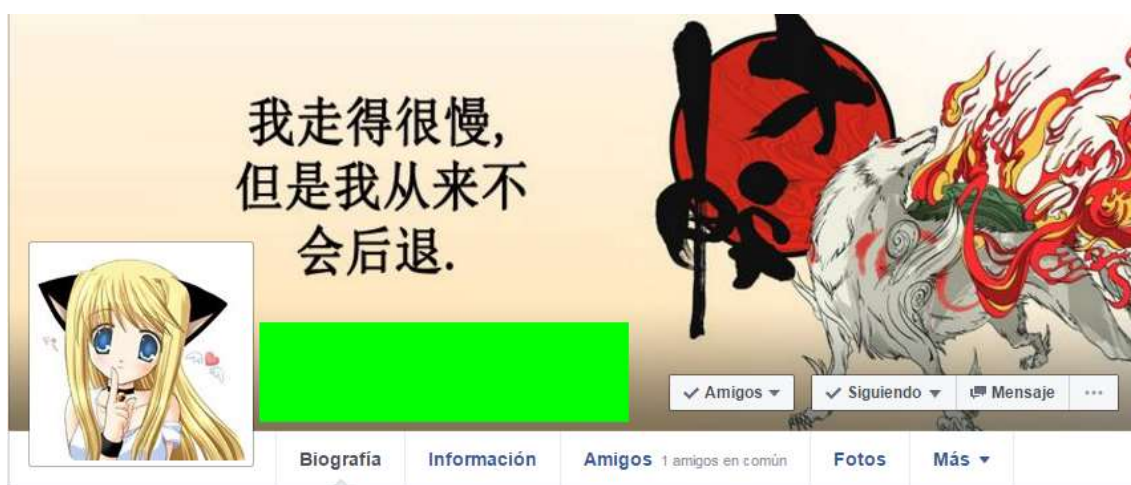 我走得很慢,
但是我从来不
会后退.
Amigos
Siguiendo
Mensaje
Biografía
Información
Amigos 1 amigos en común
Fotos
Más